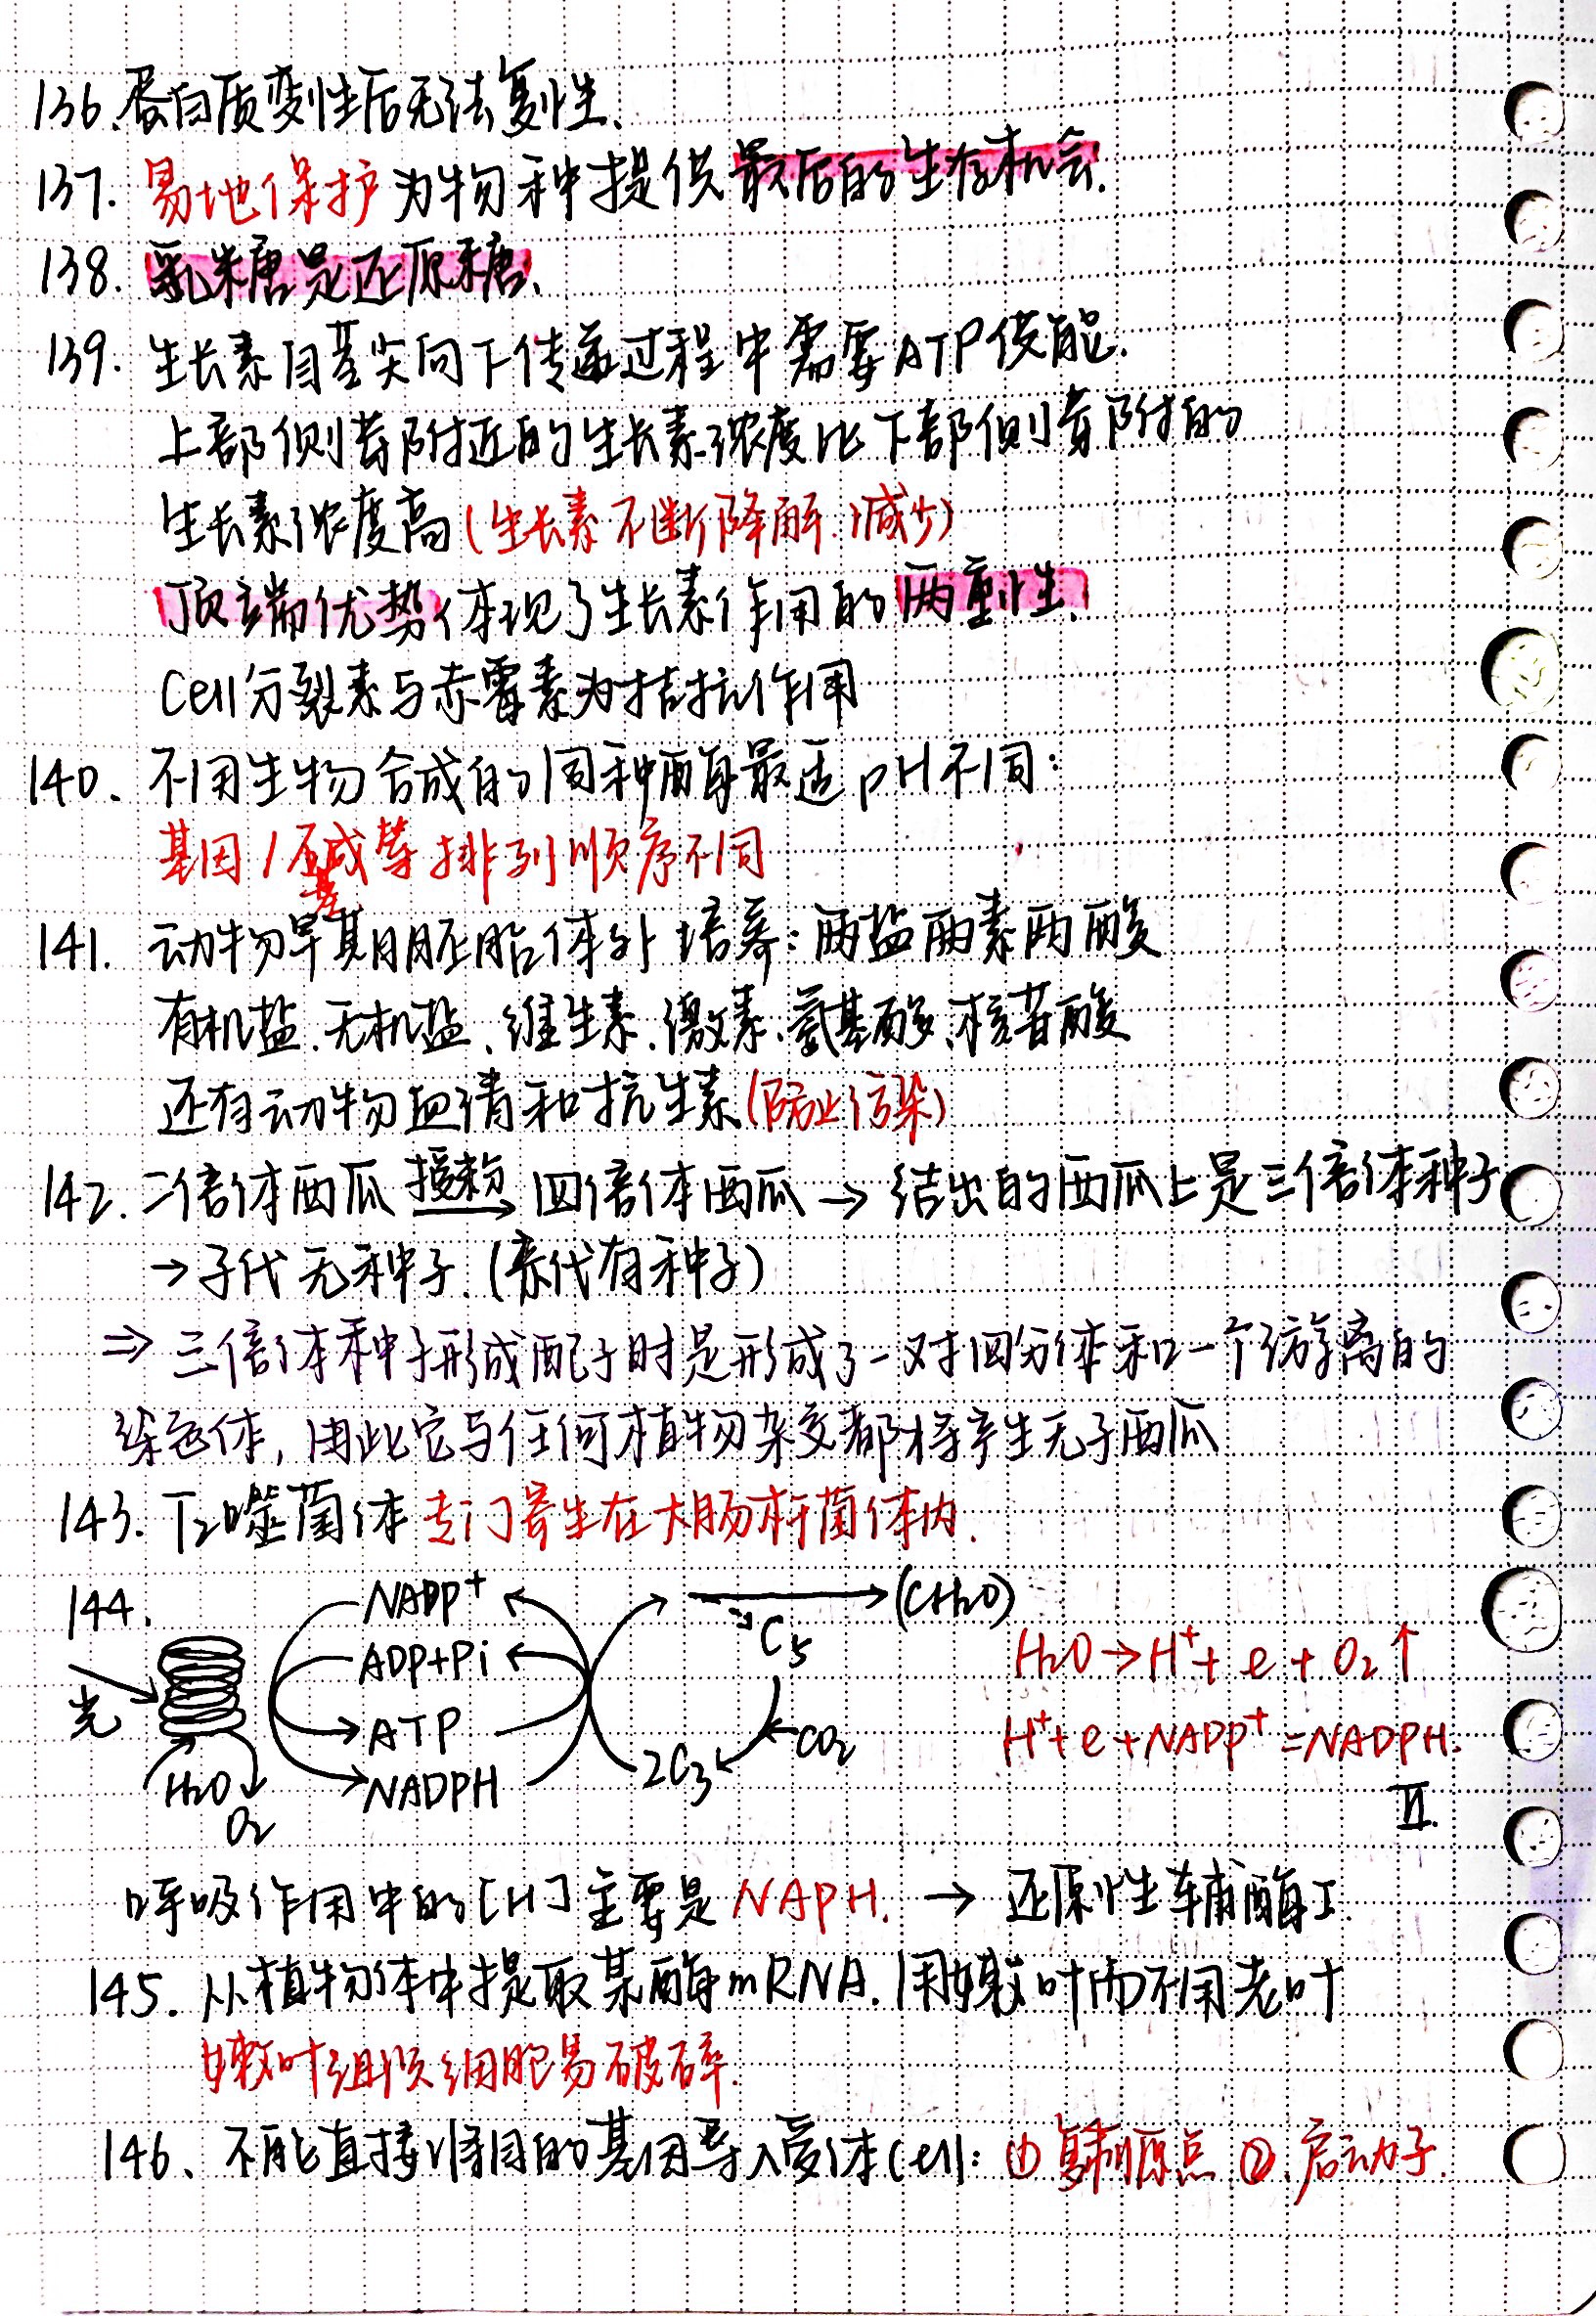 136、蛋白质变性后无法复性、
137. 易地保护为物种提供最后的生存机会.
138. 乳糖是还原糖、
139. 生长素自茎尖向下传递过程中需要ATP供能.
上部侧芽附近的生长素浓度比下部侧芽附的
生长素浓度高(生长素不断降解、减少)
顶端优势体现了生长素作用的两重性、
Cell分裂素与赤霉素为拮抗作用
140、不同生物合成的同种酶最适pH不同:
基因/碱基等排列顺序不同
141. 动物早期胚胎体外培养:两盐两素两酸
有机盐、无机盐、维生素、激素、氨基酸、核苷酸
还有动物血清和抗生素(防止污染)
142. 二倍体西瓜 授粉→ 四倍体西瓜 → 结出的西瓜上是三倍体种子
→子代无种子.(亲代有种子)
⇒ 三倍体种子形成配子时是形成了一对四分体和一个游离的
染色体,因此它与任何植物杂交都将产生无子西瓜
143. T₂噬菌体专门寄生在大肠杆菌体内.
144.
光
H₂O
O₂
NADP⁺
ADP+Pi
ATP
NADPH
(CH₂O)
C₅
CO₂
2C₃
H₂O→H⁺+e+O₂↑
H⁺+e+NADP⁺=NADPH.
Ⅱ.
呼吸作用中的[H]主要是NAPH. → 还原性辅酶Ⅰ
145. 从植物体中提取某酶mRNA.用嫩叶而不用老叶
嫩叶组织细胞易破碎.
146、不能直接将目的基因导入受体Cell: ①复制原点 ②、启动子.